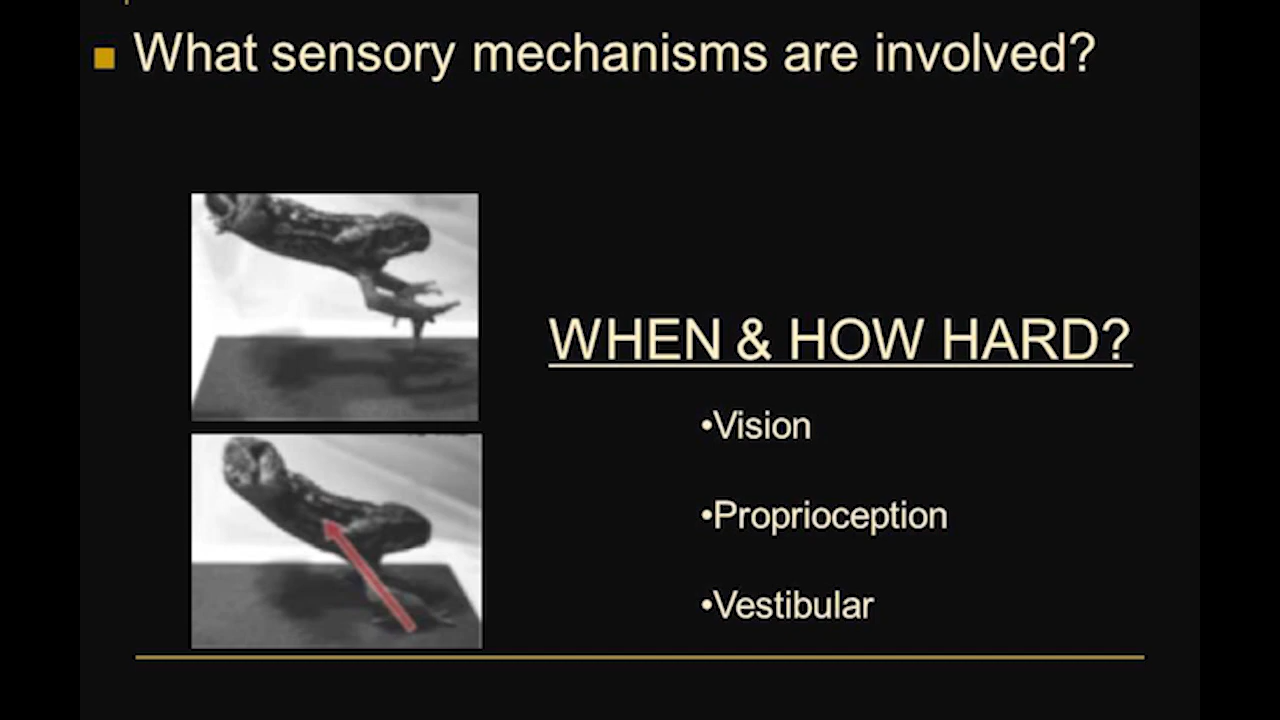 What sensory mechanisms are involved?
WHEN & HOW HARD?
•Vision
•Proprioception
•Vestibular